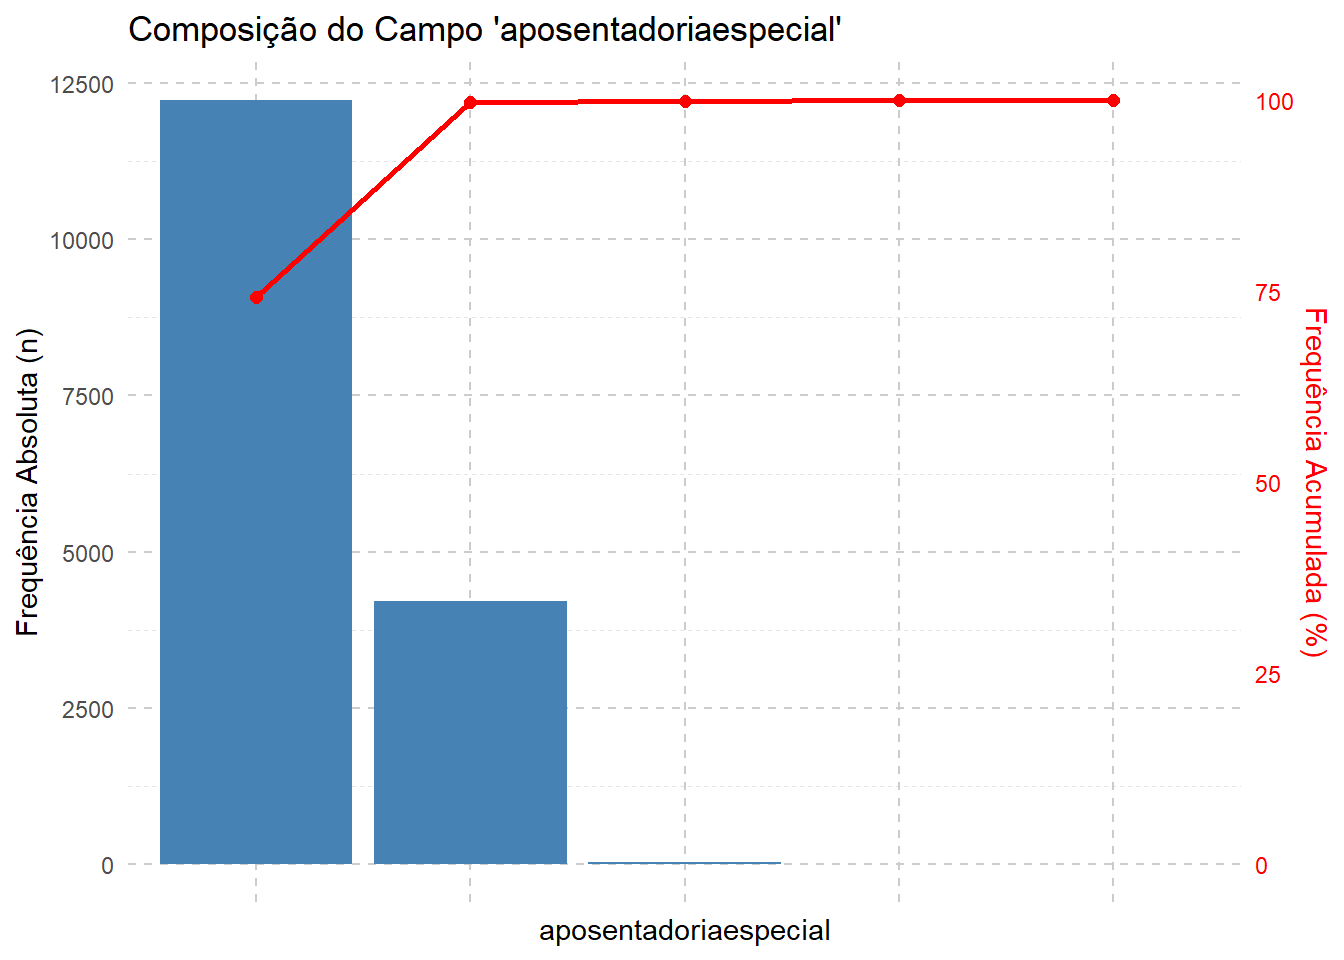 Composição do Campo 'aposentadoriaespecial'
12500
10000
7500
5000
2500
0
Frequência Absoluta (n)
100
75
50
25
0
Frequência Acumulada (%)
aposentadoriaespecial